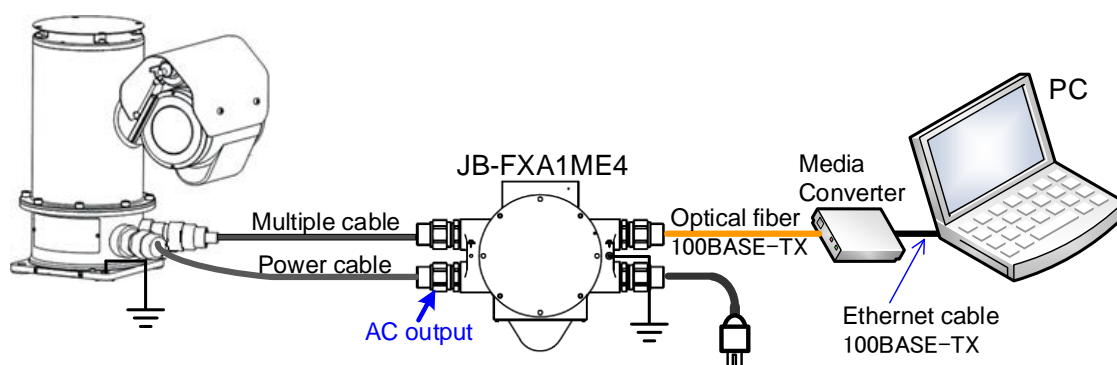 PC
JB-FXA1ME4
Media
Converter
Multiple cable
Optical fiber
100BASE-TX
Power cable
AC output
Ethernet cable
100BASE-TX